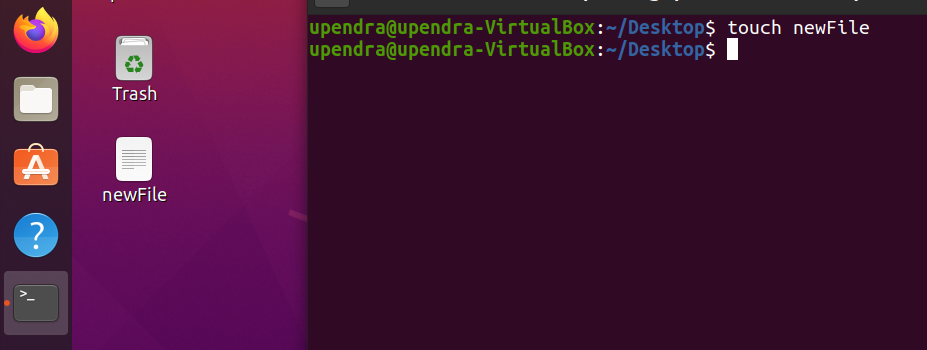 Trash
newFile
upendra@upendra-VirtualBox:~/Desktop$ touch newFile
upendra@upendra-VirtualBox:~/Desktop$
?
>_